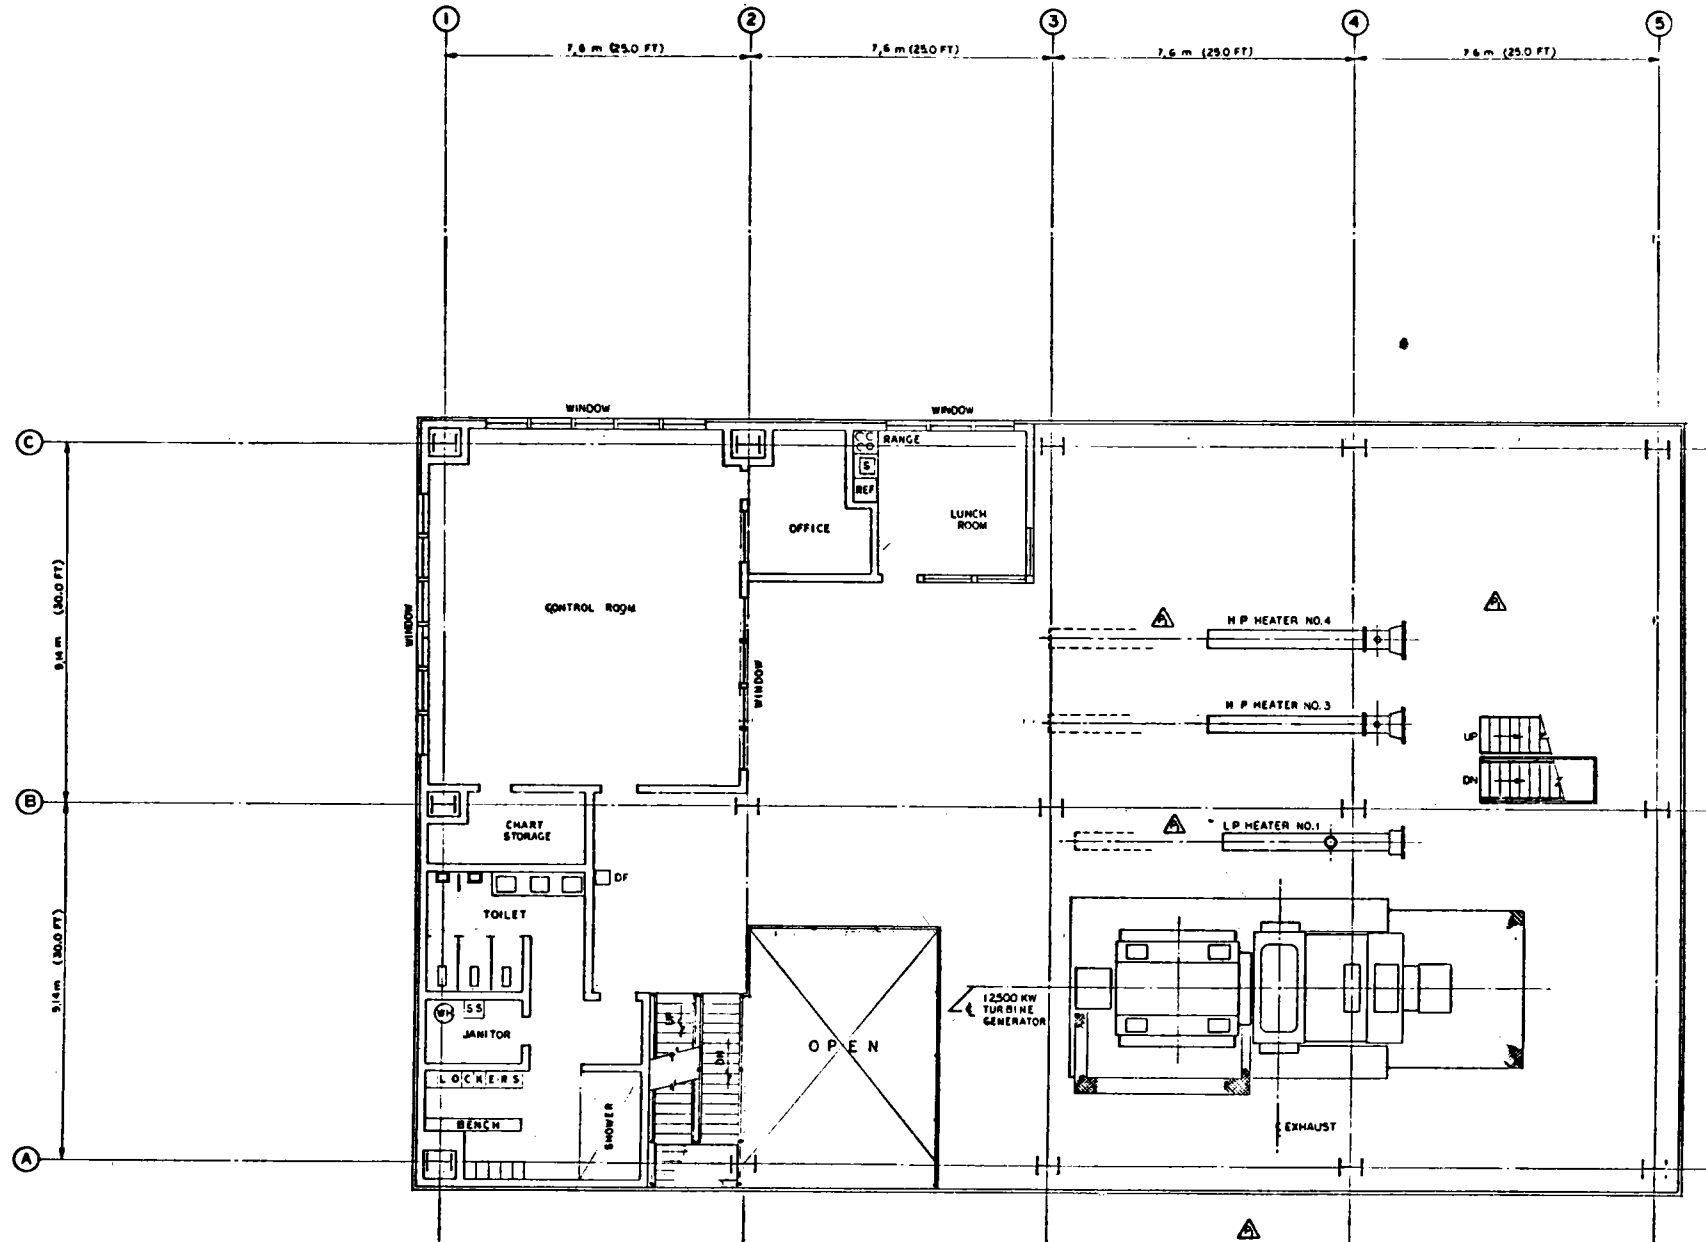 1 2 3 4 5
7,6 m (25.0 FT) 7,6 m (25.0 FT) 7,6 m (25.0 FT) 7.6 m (25.0 FT)
WINDOW WINDOW
C
RANGE
S
REF
LUNCH
ROOM
OFFICE
9,14 m (30.0 FT)
WINDOW
CONTROL ROOM
WINDOW
H P HEATER NO.4
H P HEATER NO.3
UP
DN
B
CHART
STORAGE
LP HEATER NO.1
DF
TOILET
9,14 m (30.0 FT)
WH
SS
JANITOR
12,500 KW
TURBINE
GENERATOR
UP
DN
OPEN
LOCKERS
BENCH
SHOWER
EXHAUST
A